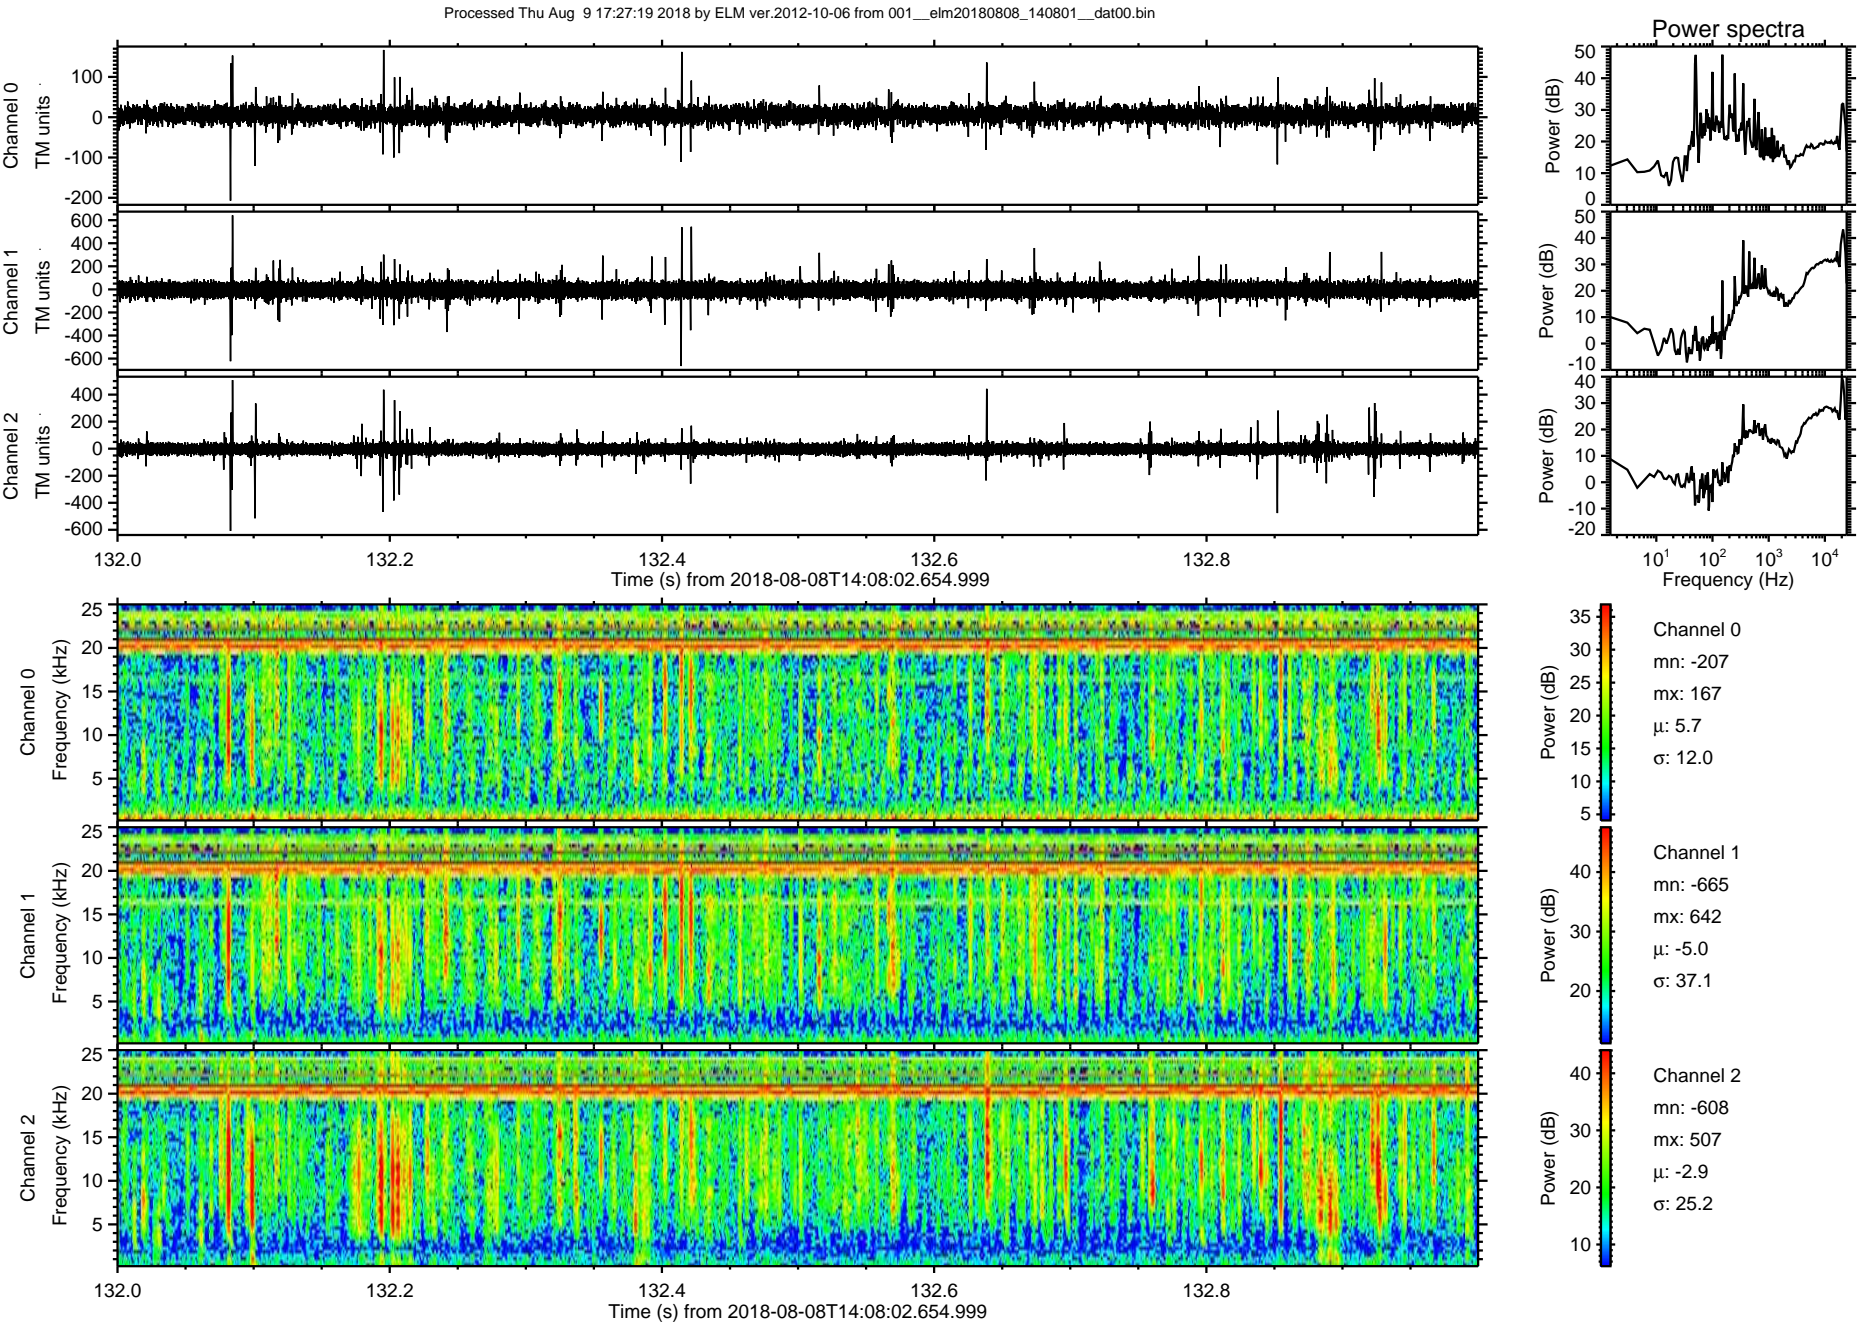 Processed Thu Aug  9 17:27:19 2018 by ELM ver.2012-10-06 from 001__elm20180808_140801__dat00.bin
Power spectra
Channel 0
TM units
100
0
-100
-200
Power (dB)
50
40
30
20
10
0
Channel 1
TM units
600
400
200
0
-200
-400
-600
Power (dB)
50
40
30
20
10
0
-10
Channel 2
TM units
400
200
0
-200
-400
-600
Power (dB)
40
30
20
10
0
-10
-20
132.0 132.2 132.4 132.6 132.8
Time (s) from 2018-08-08T14:08:02.654.999
10¹ 10² 10³ 10⁴
Frequency (Hz)
Channel 0
Frequency (kHz)
25
20
15
10
5
Power (dB)
35
30
25
20
15
10
5
Channel 0
mn: -207
mx: 167
μ: 5.7
σ: 12.0
Channel 1
Frequency (kHz)
25
20
15
10
5
Power (dB)
40
30
20
Channel 1
mn: -665
mx: 642
μ: -5.0
σ: 37.1
Channel 2
Frequency (kHz)
25
20
15
10
5
Power (dB)
40
30
20
10
Channel 2
mn: -608
mx: 507
μ: -2.9
σ: 25.2
132.0 132.2 132.4 132.6 132.8
Time (s) from 2018-08-08T14:08:02.654.999